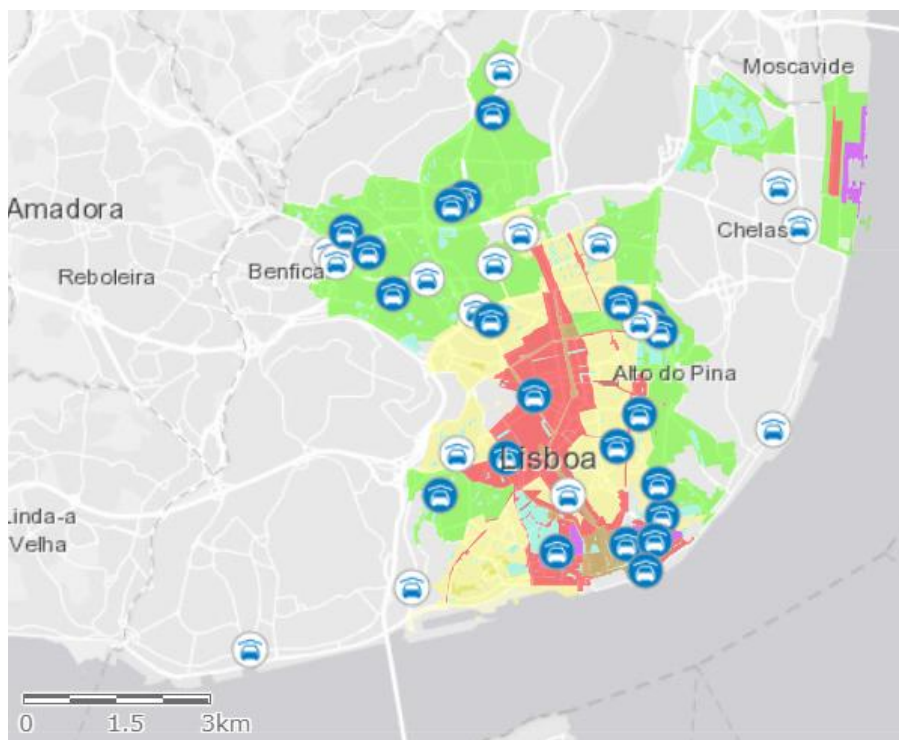 Moscavide
Amadora
Chelas
Benfica
Reboleira
Alto do Pina
Lisboa
Linda-a
Velha
0 1.5 3km